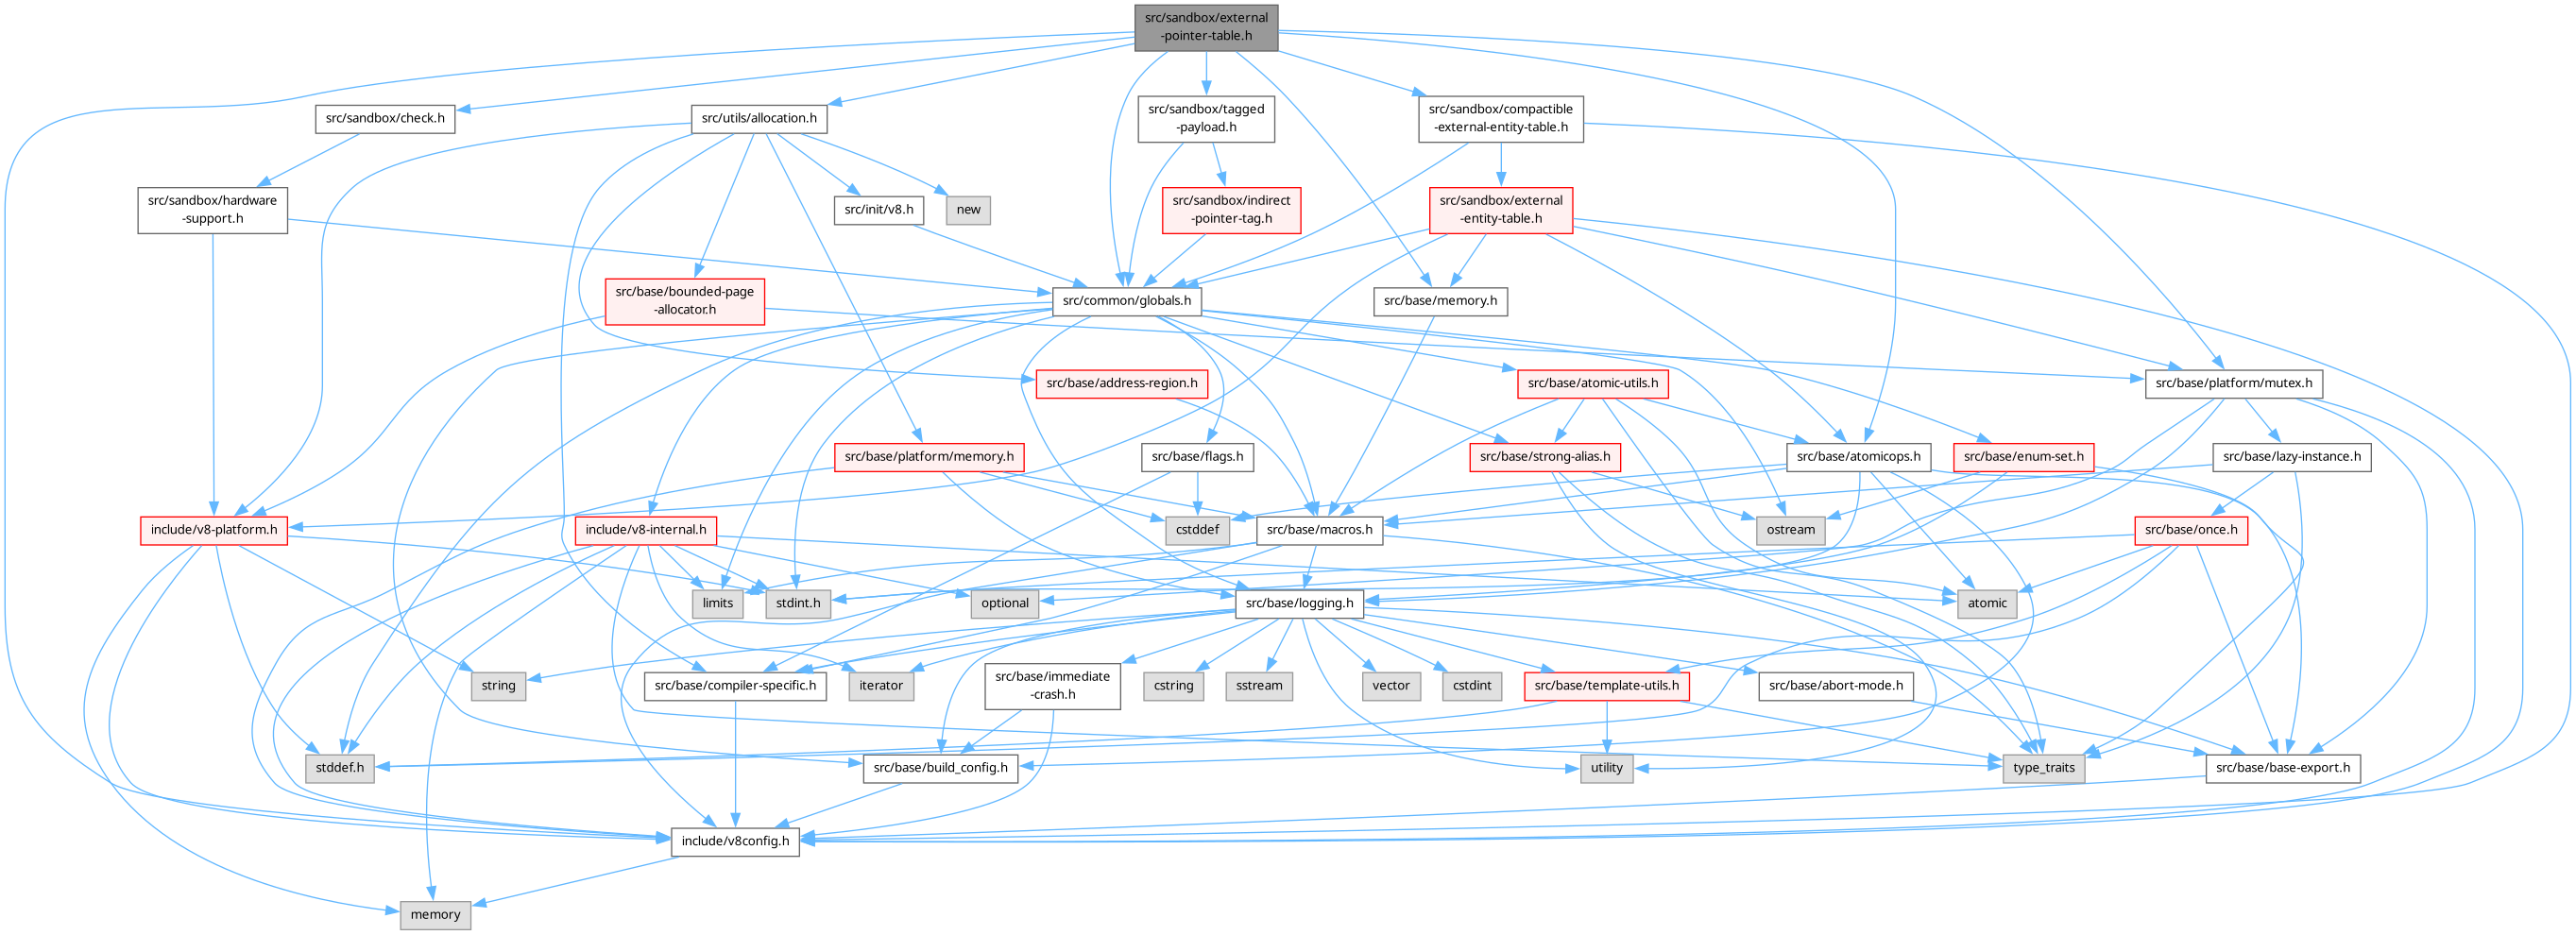 src/sandbox/external
-pointer-table.h
src/sandbox/check.h
src/utils/allocation.h
src/sandbox/tagged
-payload.h
src/sandbox/compactible
-external-entity-table.h
src/sandbox/hardware
-support.h
src/init/v8.h
new
src/sandbox/indirect
-pointer-tag.h
src/sandbox/external
-entity-table.h
src/base/bounded-page
-allocator.h
src/common/globals.h
src/base/memory.h
src/base/address-region.h
src/base/atomic-utils.h
src/base/platform/mutex.h
src/base/platform/memory.h
src/base/flags.h
src/base/strong-alias.h
src/base/atomicops.h
src/base/enum-set.h
src/base/lazy-instance.h
include/v8-platform.h
include/v8-internal.h
cstddef
src/base/macros.h
ostream
src/base/once.h
limits
stdint.h
optional
src/base/logging.h
atomic
string
src/base/compiler-specific.h
iterator
src/base/immediate
-crash.h
cstring
sstream
vector
cstdint
src/base/template-utils.h
src/base/abort-mode.h
stddef.h
src/base/build_config.h
utility
type_traits
src/base/base-export.h
include/v8config.h
memory